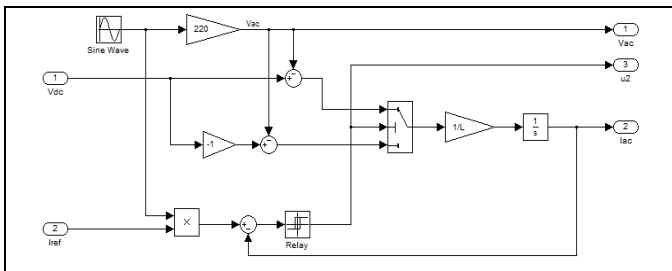 Sine Wave
220
Vac
1
Vac
1
Vdc
3
u2
-1
1/L
1
s
2
Iac
2
Iref
×
Relay